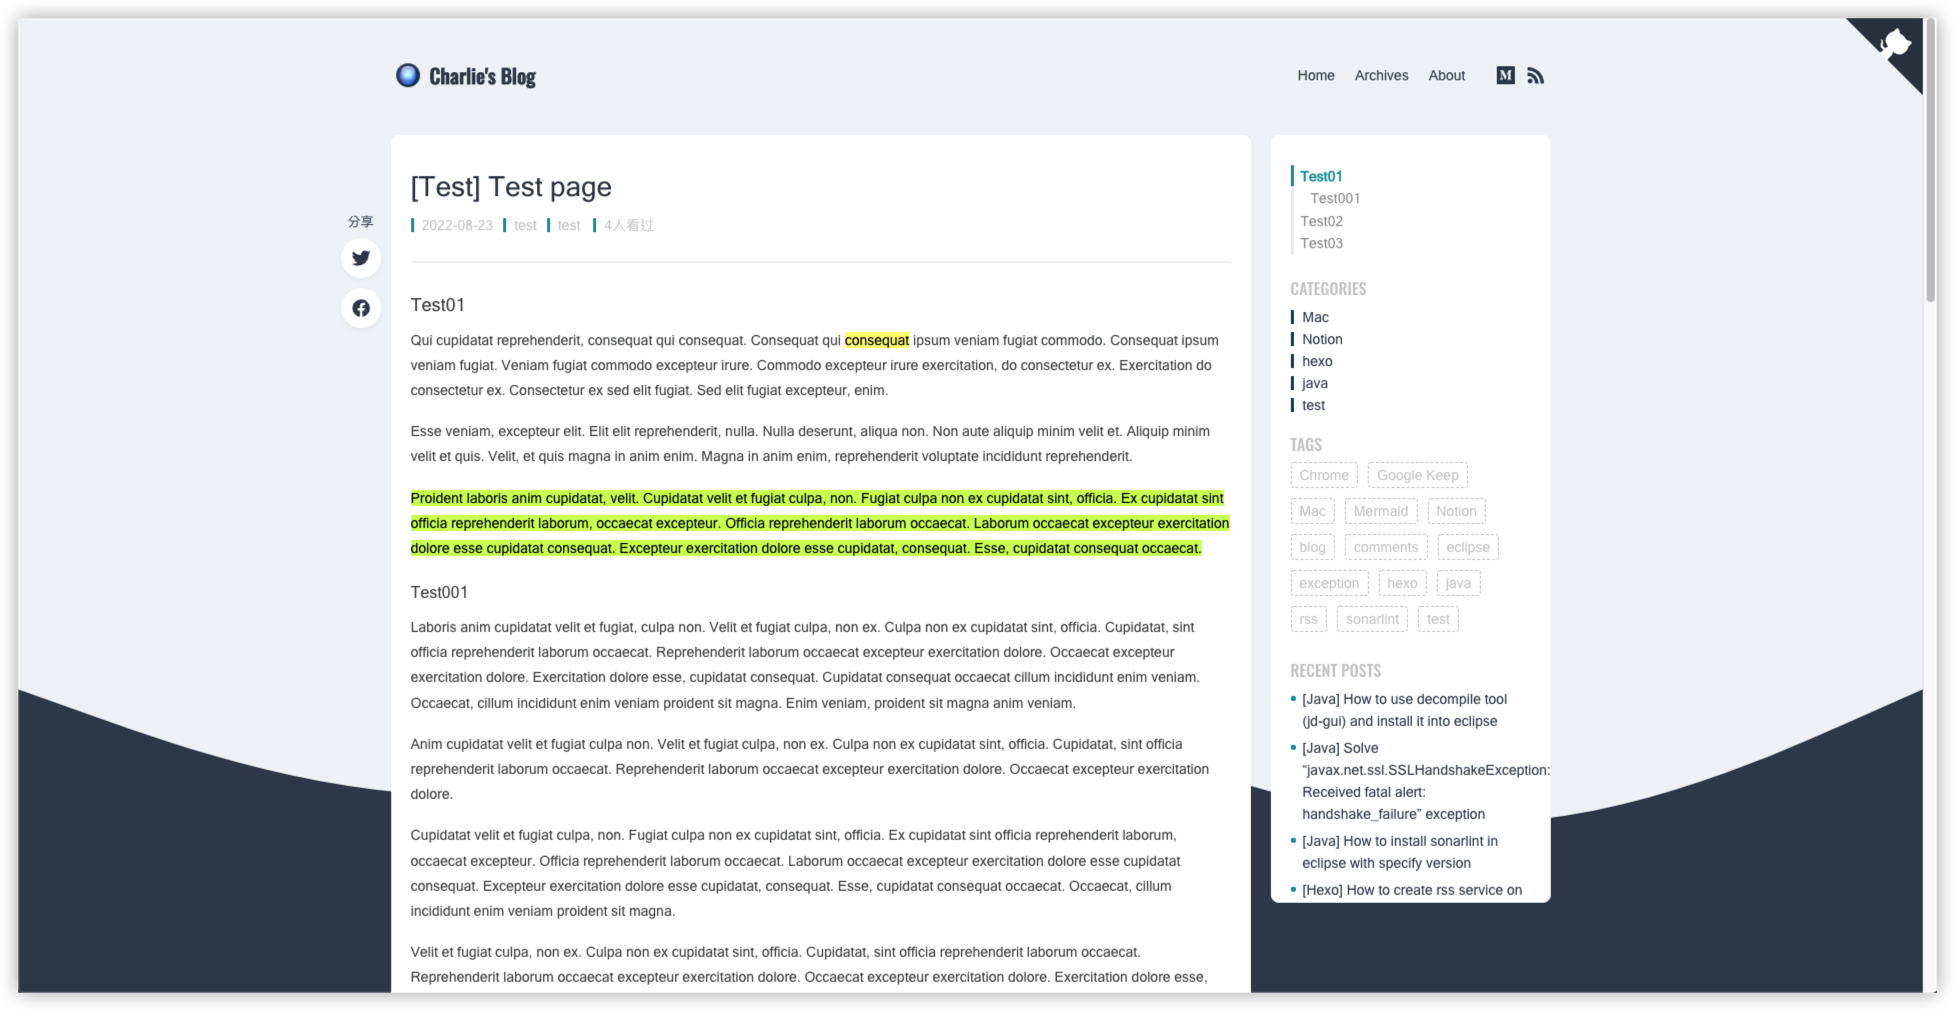 Charlie's Blog
Home Archives About
M
分享
[Test] Test page
2022-08-23 test test 4人看过
Test01
Qui cupidatat reprehenderit, consequat qui consequat. Consequat qui consequat ipsum veniam fugiat commodo. Consequat ipsum
veniam fugiat. Veniam fugiat commodo excepteur irure. Commodo excepteur irure exercitation, do consectetur ex. Exercitation do
consectetur ex. Consectetur ex sed elit fugiat. Sed elit fugiat excepteur, enim.
Esse veniam, excepteur elit. Elit elit reprehenderit, nulla. Nulla deserunt, aliqua non. Non aute aliquip minim velit et. Aliquip minim
velit et quis. Velit, et quis magna in anim enim. Magna in anim enim, reprehenderit voluptate incididunt reprehenderit.
Proident laboris anim cupidatat, velit. Cupidatat velit et fugiat culpa, non. Fugiat culpa non ex cupidatat sint, officia. Ex cupidatat sint
officia reprehenderit laborum, occaecat excepteur. Officia reprehenderit laborum occaecat. Laborum occaecat excepteur exercitation
dolore esse cupidatat consequat. Excepteur exercitation dolore esse cupidatat, consequat. Esse, cupidatat consequat occaecat.
Test001
Laboris anim cupidatat velit et fugiat, culpa non. Velit et fugiat culpa, non ex. Culpa non ex cupidatat sint, officia. Cupidatat, sint
officia reprehenderit laborum occaecat. Reprehenderit laborum occaecat excepteur exercitation dolore. Occaecat excepteur
exercitation dolore. Exercitation dolore esse, cupidatat consequat. Cupidatat consequat occaecat cillum incididunt enim veniam.
Occaecat, cillum incididunt enim veniam proident sit magna. Enim veniam, proident sit magna anim veniam.
Anim cupidatat velit et fugiat culpa non. Velit et fugiat culpa, non ex. Culpa non ex cupidatat sint, officia. Cupidatat, sint officia
reprehenderit laborum occaecat. Reprehenderit laborum occaecat excepteur exercitation dolore. Occaecat excepteur exercitation
dolore.
Cupidatat velit et fugiat culpa, non. Fugiat culpa non ex cupidatat sint, officia. Ex cupidatat sint officia reprehenderit laborum,
occaecat excepteur. Officia reprehenderit laborum occaecat. Laborum occaecat excepteur exercitation dolore esse cupidatat
consequat. Excepteur exercitation dolore esse cupidatat, consequat. Esse, cupidatat consequat occaecat. Occaecat, cillum
incididunt enim veniam proident sit magna.
Velit et fugiat culpa, non ex. Culpa non ex cupidatat sint, officia. Cupidatat, sint officia reprehenderit laborum occaecat.
Reprehenderit laborum occaecat excepteur exercitation dolore. Occaecat excepteur exercitation dolore. Exercitation dolore esse,
Test01
Test001
Test02
Test03
CATEGORIES
Mac
Notion
hexo
java
test
TAGS
Chrome Google Keep
Mac Mermaid Notion
blog comments eclipse
exception hexo java
rss sonarlint test
RECENT POSTS
[Java] How to use decompile tool
(jd-gui) and install it into eclipse
[Java] Solve
“javax.net.ssl.SSLHandshakeException:
Received fatal alert:
handshake_failure” exception
[Java] How to install sonarlint in
eclipse with specify version
[Hexo] How to create rss service on